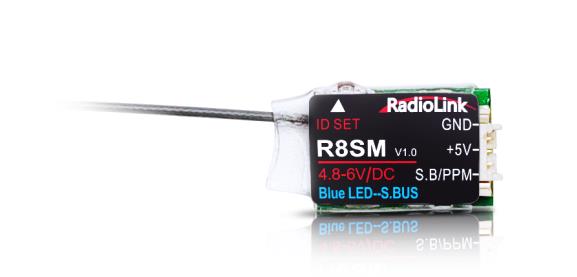 RadioLink
ID SET GND-
R8SM V1.0 +5V-
4.8-6V/DC S.B/PPM-
Blue LED--S.BUS